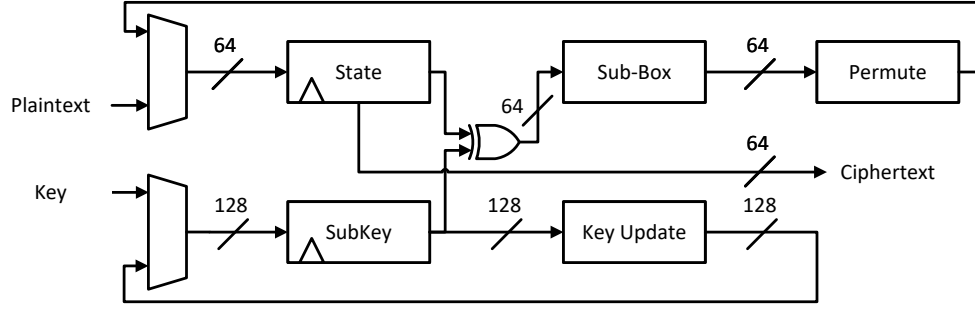 64
State
Sub-Box
64
Permute
Plaintext
64
64
Ciphertext
Key
128
SubKey
128
Key Update
128